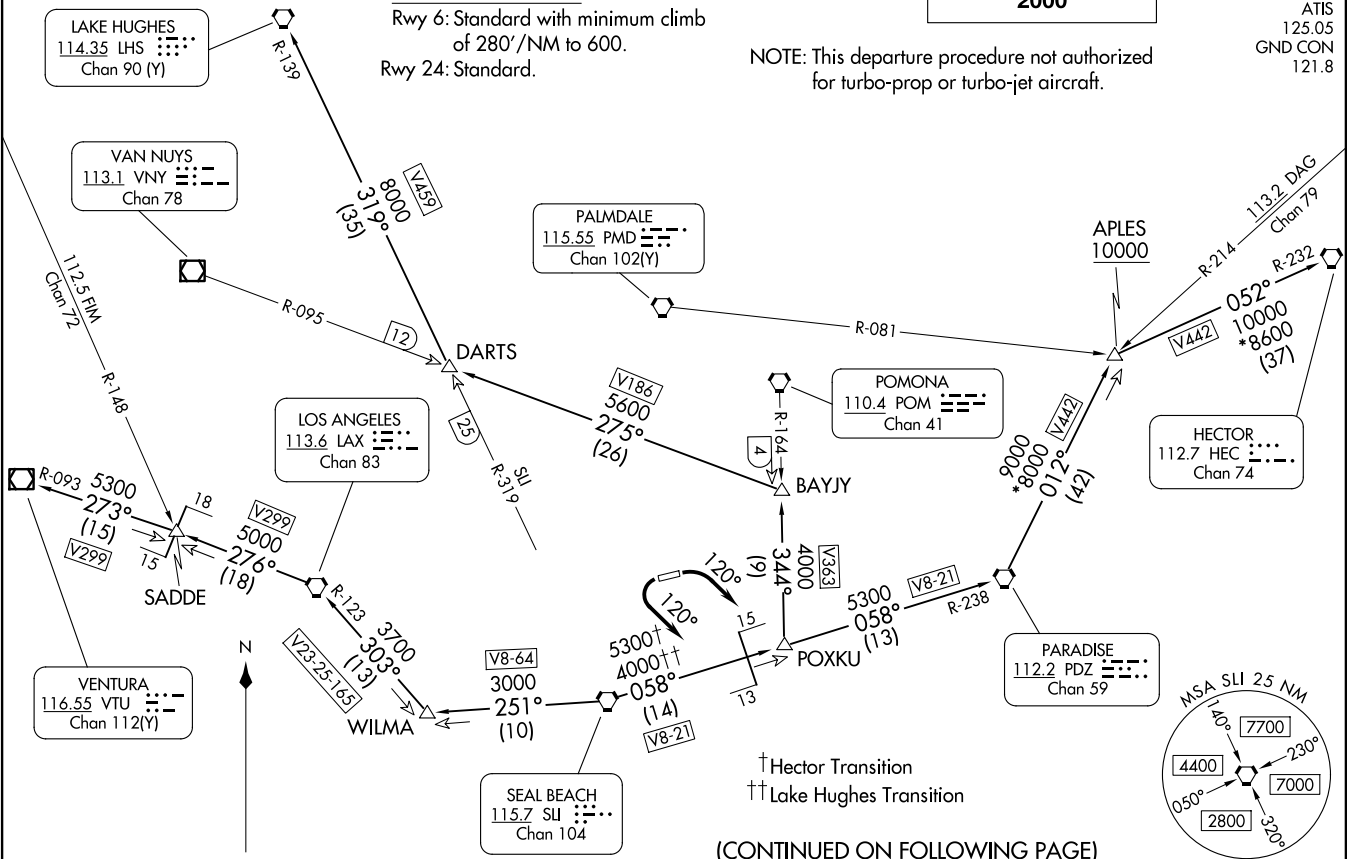 LAKE HUGHES
114.35 LHS
Chan 90 (Y)
R-139
Rwy 6: Standard with minimum climb
of 280'/NM to 600.
Rwy 24: Standard.
2000
NOTE: This departure procedure not authorized
for turbo-prop or turbo-jet aircraft.
ATIS
125.05
GND CON
121.8
VAN NUYS
113.1 VNY
Chan 78
R-095
12
112.5 FIM
Chan 72
R-148
V459
8000
319°
(35)
DARTS
25
SLI
R-319
PALMDALE
115.55 PMD
Chan 102(Y)
R-081
APLES
10000
113.2 DAG
Chan 79
R-214
R-232
052°
10000
*8600
(37)
V442
HECTOR
112.7 HEC
Chan 74
POMONA
110.4 POM
Chan 41
R-164
4
V186
5600
275°
(26)
BAYJY
V442
9000
*8000
012°
(42)
LOS ANGELES
113.6 LAX
Chan 83
R-093
5300
273°
(15)
V299
18
15
SADDE
V299
5000
276°
(18)
R-123
3700
303°
(13)
V23-25-165
WILMA
VENTURA
116.55 VTU
Chan 112(Y)
N
V8-64
3000
251°
(10)
SEAL BEACH
115.7 SLI
Chan 104
120°
120°
5300†
4000††
058°
(14)
V8-21
15
13
V363
4000
344°
(9)
POXKU
5300
V8-21
058°
(13)
R-238
PARADISE
112.2 PDZ
Chan 59
†Hector Transition
††Lake Hughes Transition
MSA SLI 25 NM
140°
7700
230°
4400
7000
050°
2800
320°
(CONTINUED ON FOLLOWING PAGE)